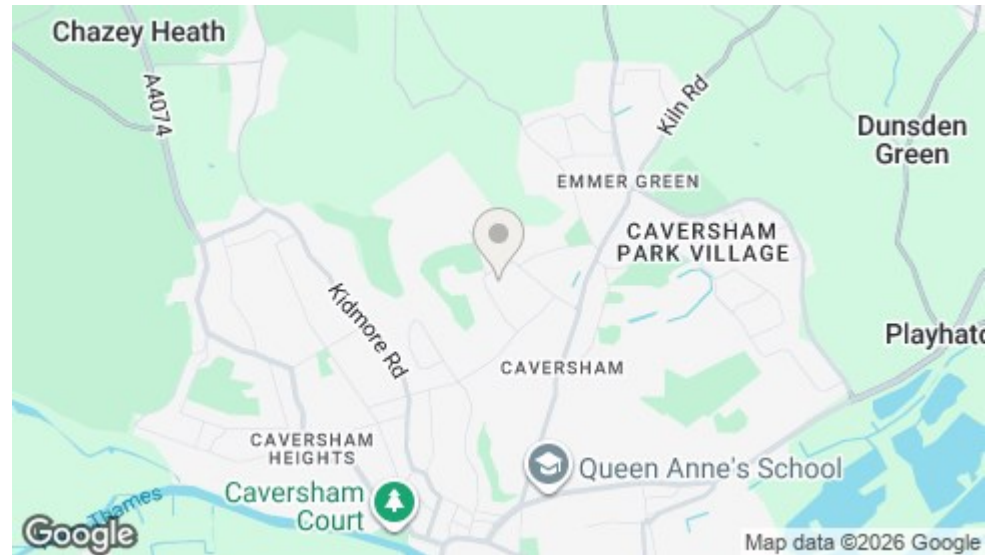 Chazey Heath
A4074
Kiln Rd
Dunsden
Green
EMMER GREEN
CAVERSHAM
PARK VILLAGE
Kidmore Rd
Playhatc
CAVERSHAM
CAVERSHAM
HEIGHTS
Queen Anne's School
Caversham
Court
Thames
Google
Map data ©2026 Google